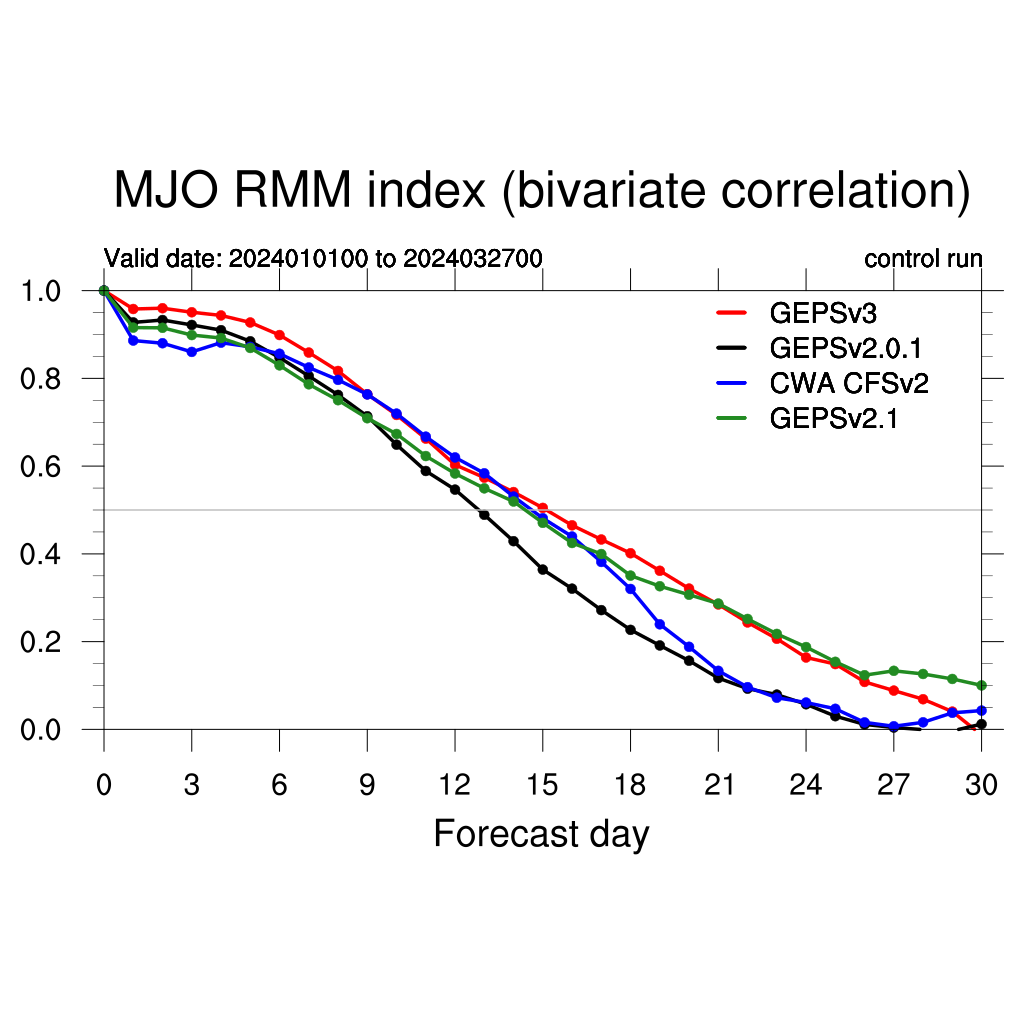 MJO RMM index (bivariate correlation)
Valid date: 2024010100 to 2024032700 control run
1.0
0.8
0.6
0.4
0.2
0.0
GEPSv3
GEPSv2.0.1
CWA CFSv2
GEPSv2.1
0 3 6 9 12 15 18 21 24 27 30
Forecast day